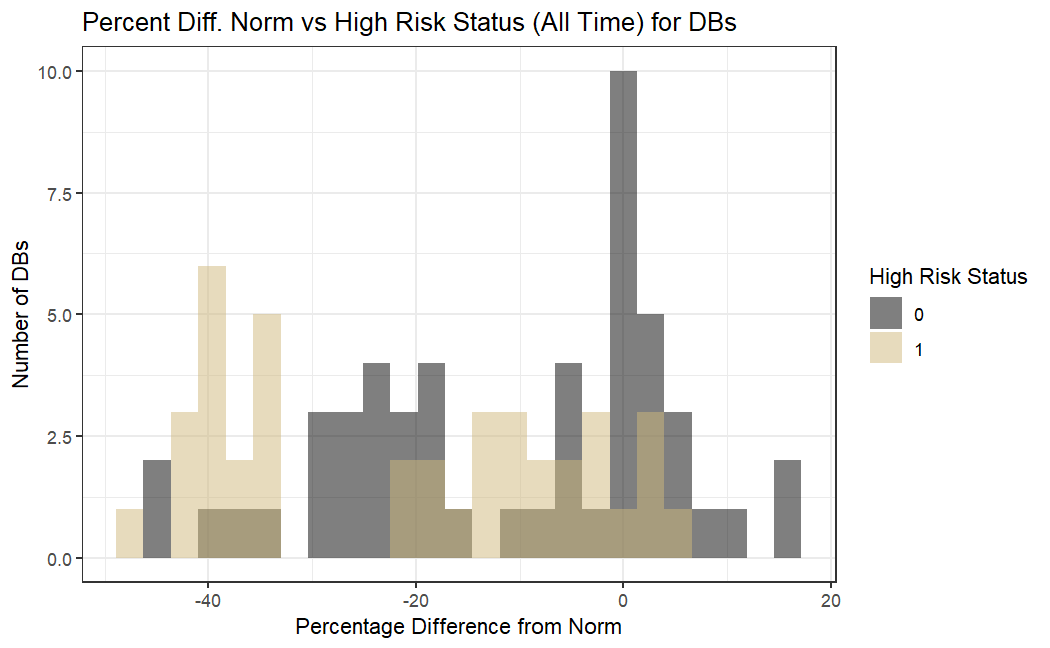 Percent Diff. Norm vs High Risk Status (All Time) for DBs
10.0
7.5
5.0
2.5
0.0
Number of DBs
-40
-20
0
20
Percentage Difference from Norm
High Risk Status
0
1